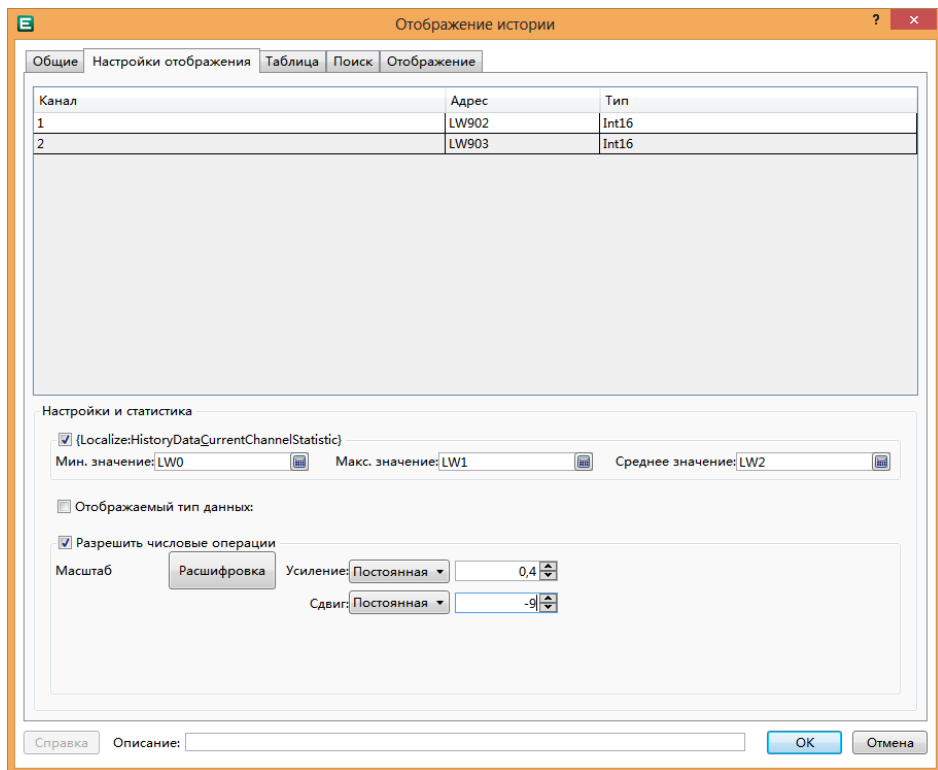 E Отображение истории ? ×
Общие Настройки отображения Таблица Поиск Отображение
Канал Адрес Тип
1 LW902 Int16
2 LW903 Int16
Настройки и статистика
{Localize:HistoryDataCurrentChannelStatistic}
Мин. значение: LW0 Макс. значение: LW1 Среднее значение: LW2
Отображаемый тип данных:
Разрешить числовые операции
Масштаб Расшифровка Усиление: Постоянная 0,4
Сдвиг: Постоянная -9
Справка Описание: OK Отмена